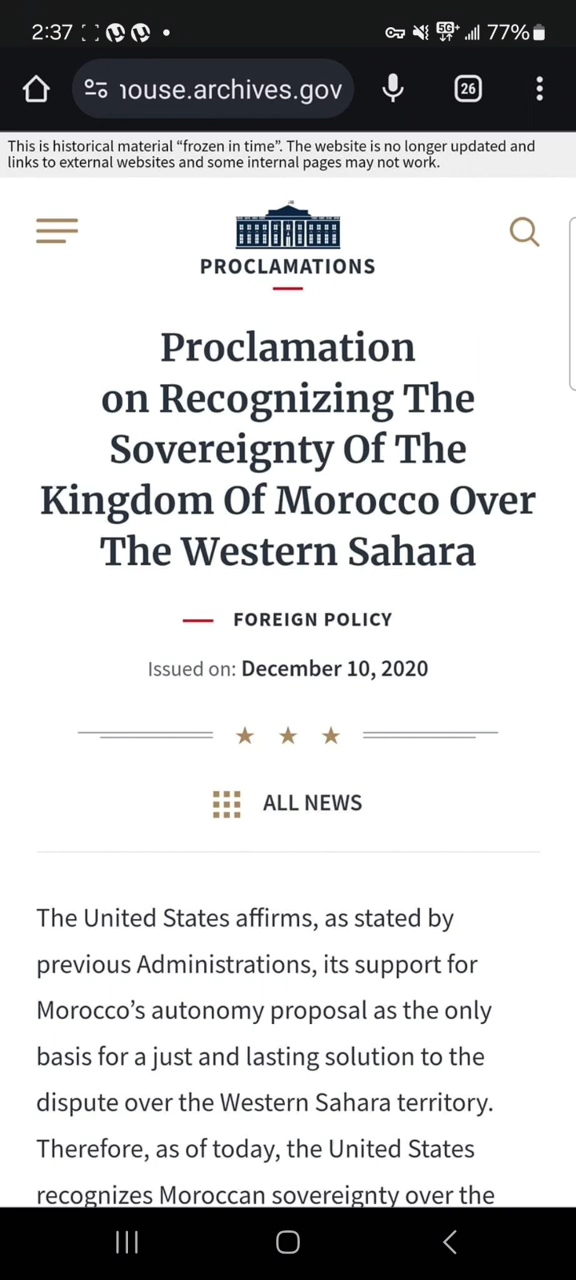 2:37
5G+
77%
house.archives.gov
26
This is historical material “frozen in time”. The website is no longer updated and
links to external websites and some internal pages may not work.
PROCLAMATIONS
Proclamation
on Recognizing The
Sovereignty Of The
Kingdom Of Morocco Over
The Western Sahara
FOREIGN POLICY
Issued on: December 10, 2020
ALL NEWS
The United States affirms, as stated by
previous Administrations, its support for
Morocco’s autonomy proposal as the only
basis for a just and lasting solution to the
dispute over the Western Sahara territory.
Therefore, as of today, the United States
recognizes Moroccan sovereignty over the